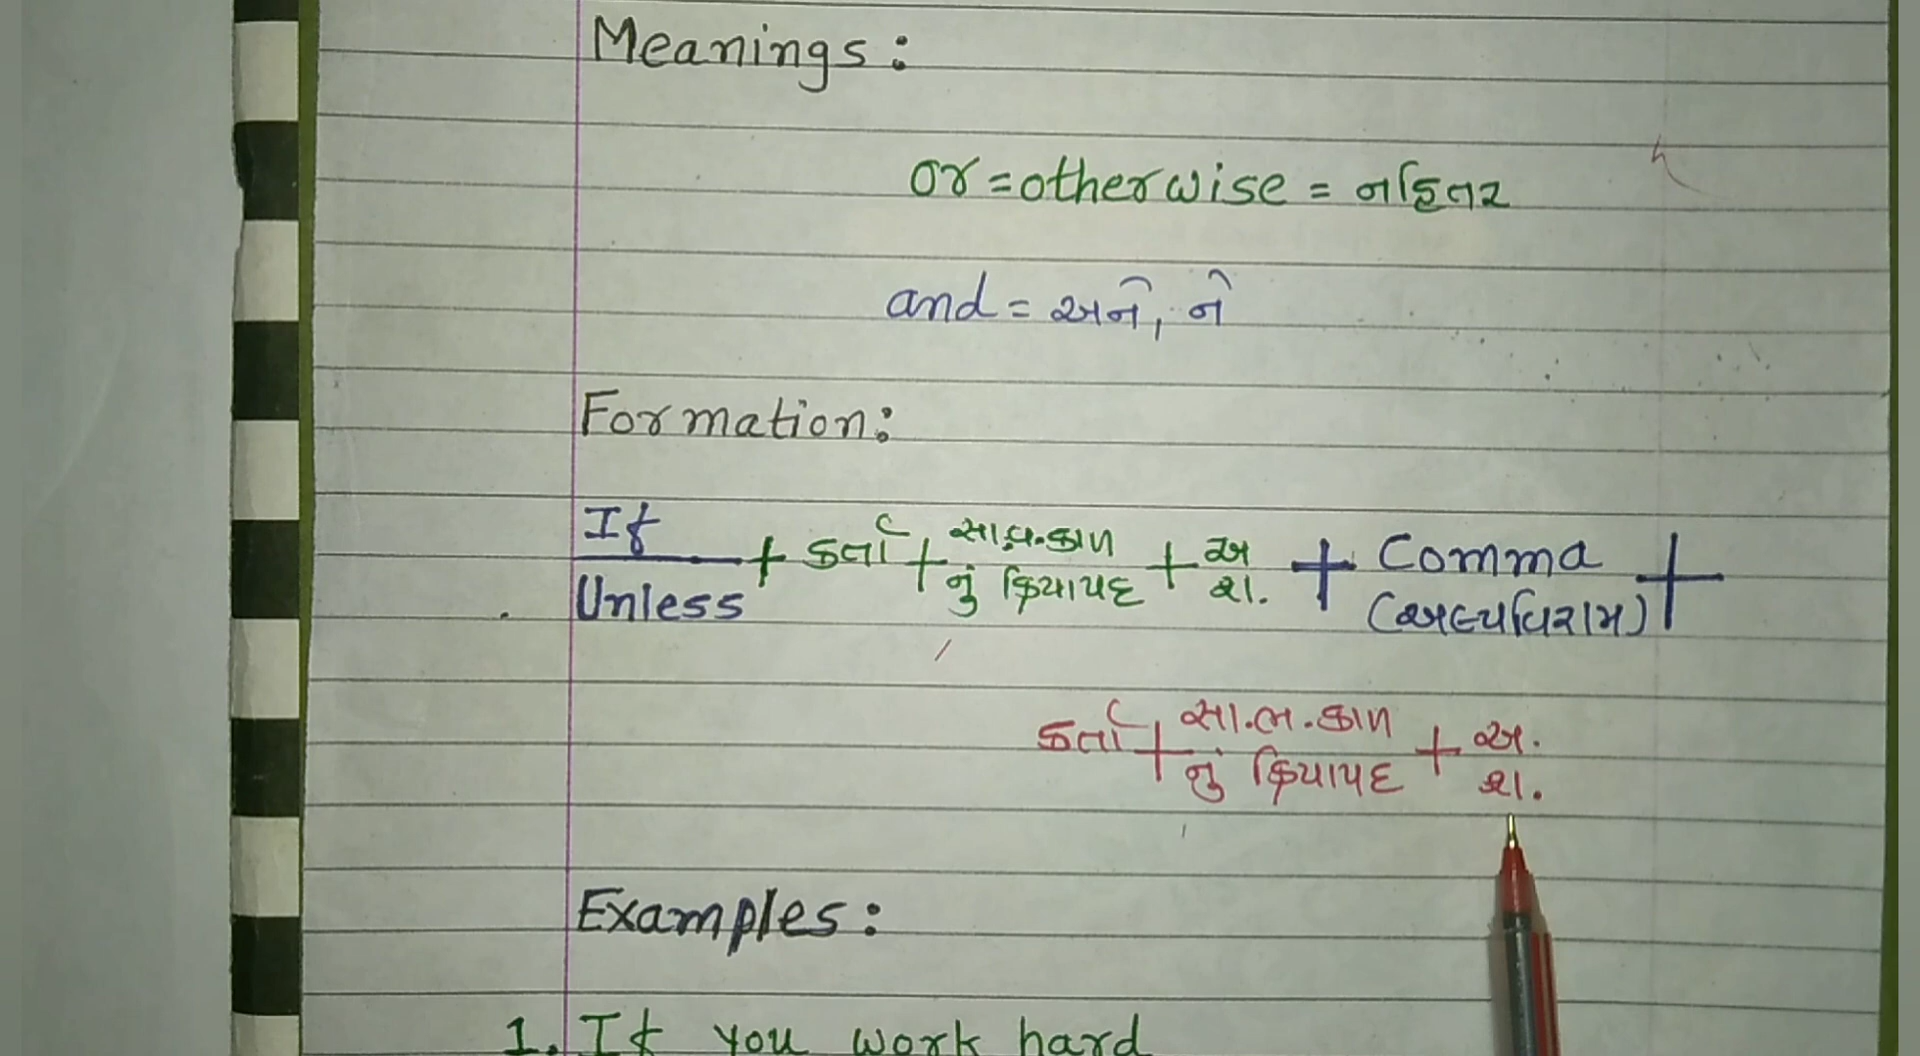 Meanings:
or = otherwise = નહિતર
and = અને, ને
Formation:
If + કર્તા + સા.વ.કાળ + અ + Comma +
Unless નું ક્રિયાપદ શ. (અલ્પવિરામ)
કર્તા + સા.ભ.કાળ + અ.
નું ક્રિયાપદ શ.
Examples:
1. If you work hard